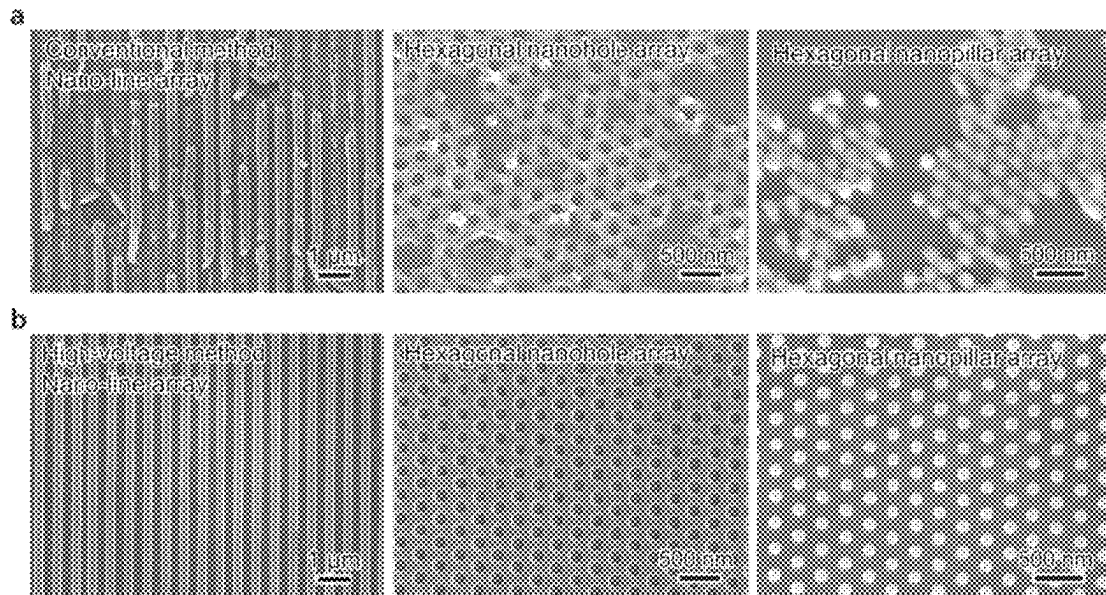 a
Conventional method
Nano-line array
Hexagonal nanohole array
Hexagonal nanopillar array
1 μm
500 nm
500 nm
b
High-voltage method
Nano-line array
Hexagonal nanohole array
Hexagonal nanopillar array
1 μm
500 nm
500 nm